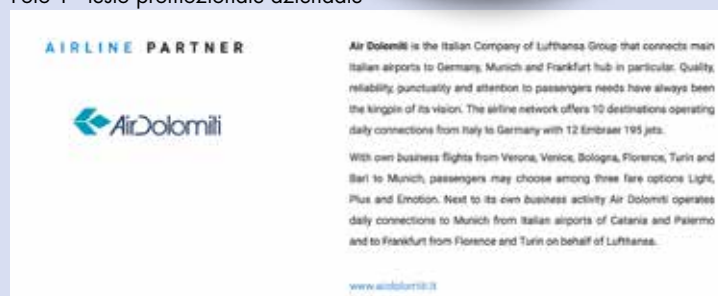 Foto 1 - Testo promozionale aziendale
AIRLINE PARTNER
AirDolomiti
Air Dolomiti is the Italian Company of Lufthansa Group that connects main
Italian airports to Germany, Munich and Frankfurt hub in particular. Quality,
reliability, punctuality and attention to passengers needs have always been
the kingpin of its vision. The airline network offers 10 destinations operating
daily connections from Italy to Germany with 12 Embraer 195 jets.
With own business flights from Verona, Venice, Bologna, Florence, Turin and
Bari to Munich, passengers may choose among three fare options Light,
Plus and Emotion. Next to its own business activity Air Dolomiti operates
daily connections to Munich from Italian airports of Catania and Palermo
and to Frankfurt from Florence and Turin on behalf of Lufthansa.
www.airdolomiti.it